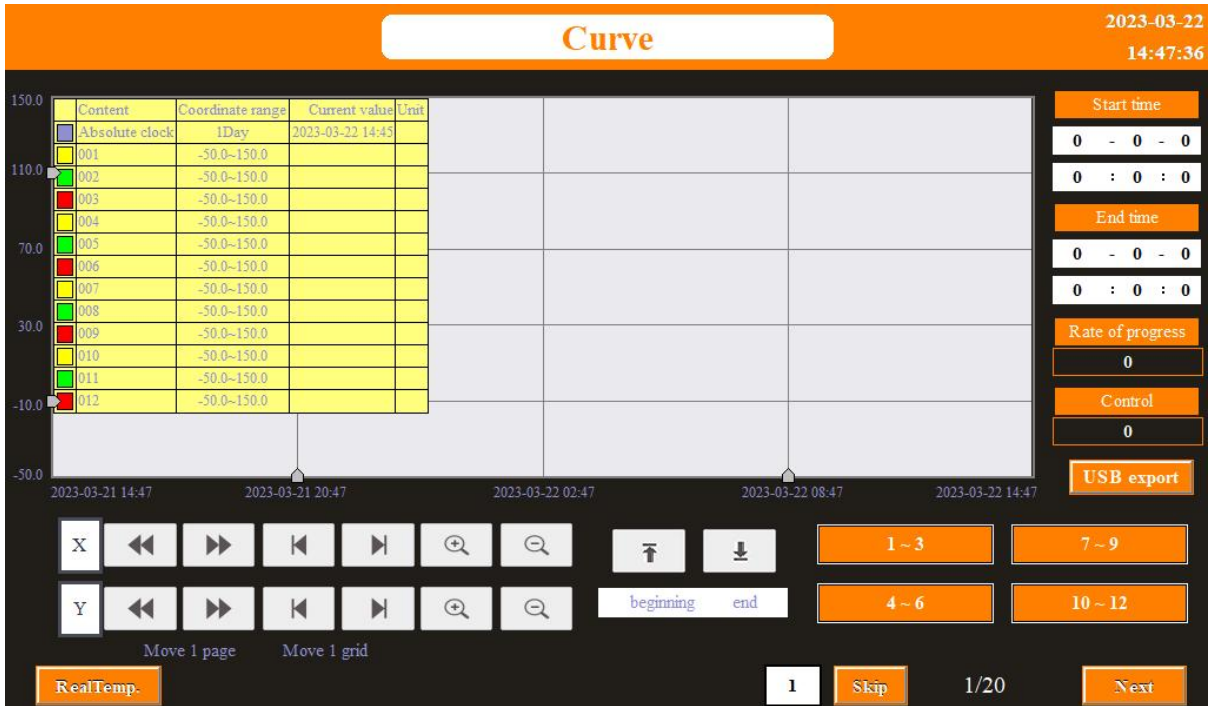 Curve
2023-03-22
14:47:36
150.0
110.0
70.0
30.0
-10.0
-50.0
Content Coordinate range Current value Unit
Absolute clock 1Day 2023-03-22 14:45
001 -50.0~150.0
002 -50.0~150.0
003 -50.0~150.0
004 -50.0~150.0
005 -50.0~150.0
006 -50.0~150.0
007 -50.0~150.0
008 -50.0~150.0
009 -50.0~150.0
010 -50.0~150.0
011 -50.0~150.0
012 -50.0~150.0
2023-03-21 14:47 2023-03-21 20:47 2023-03-22 02:47 2023-03-22 08:47 2023-03-22 14:47
Start time
0 - 0 - 0
0 : 0 : 0
End time
0 - 0 - 0
0 : 0 : 0
Rate of progress
0
Control
0
USB export
X
Y
Move 1 page Move 1 grid
beginning end
1 ~ 3 7 ~ 9
4 ~ 6 10 ~ 12
RealTemp. 1 Skip 1/20 Next